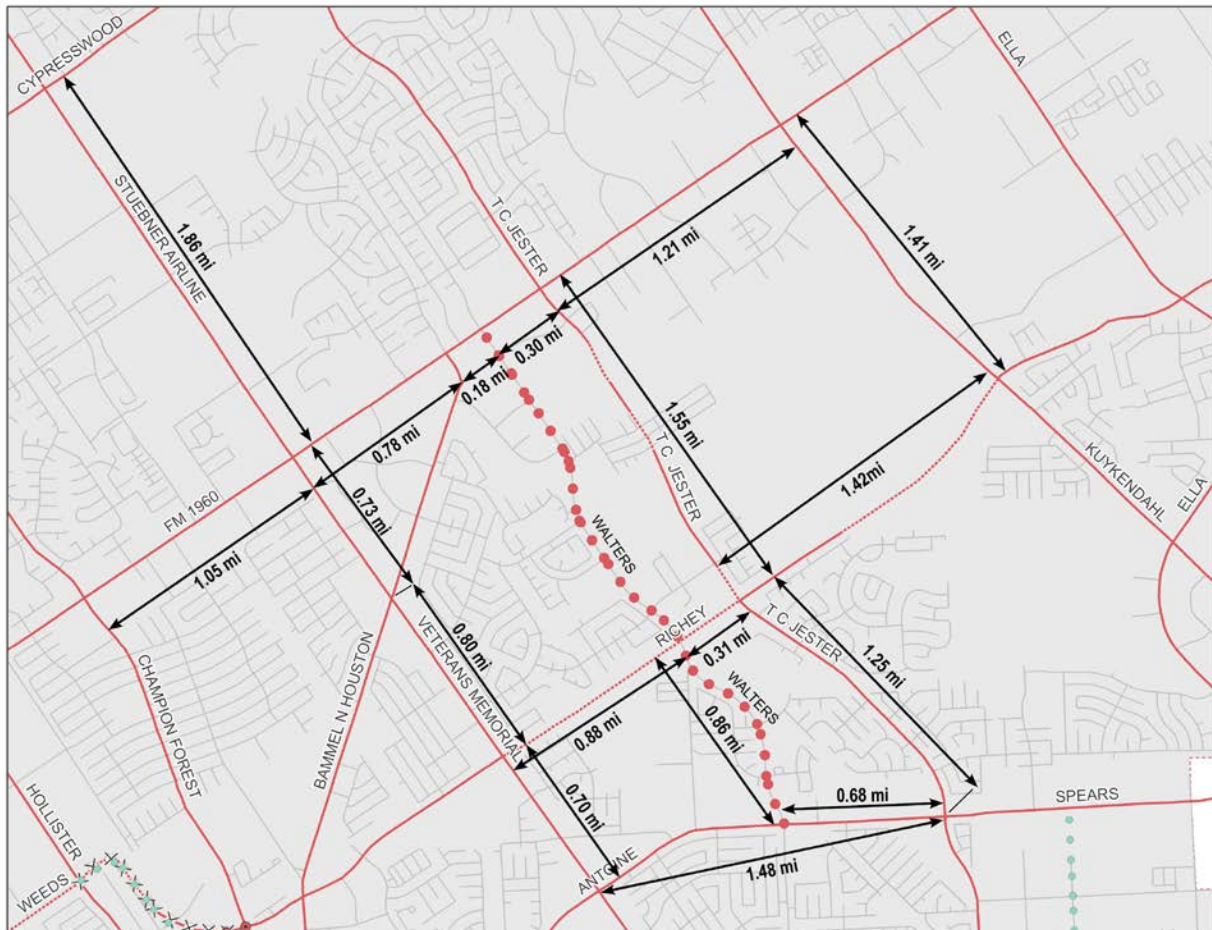 CYPRESSWOOD
ELLA
STUEBNER AIRLINE
1.86 mi
T C JESTER
1.21 mi
1.41 mi
0.30 mi
0.18 mi
0.78 mi
1.55 mi
T C JESTER
1.42mi
KUYKENDAHL
ELLA
FM 1960
0.73 mi
1.05 mi
WALTERS
RICHEY
T C JESTER
0.31 mi
0.80 mi
VETERANS MEMORIAL
1.25 mi
CHAMPION FOREST
BAMMEL N HOUSTON
WALTERS
0.88 mi
0.86 mi
0.70 mi
0.68 mi
SPEARS
HOLLISTER
WEEDS
ANTOINE
1.48 mi